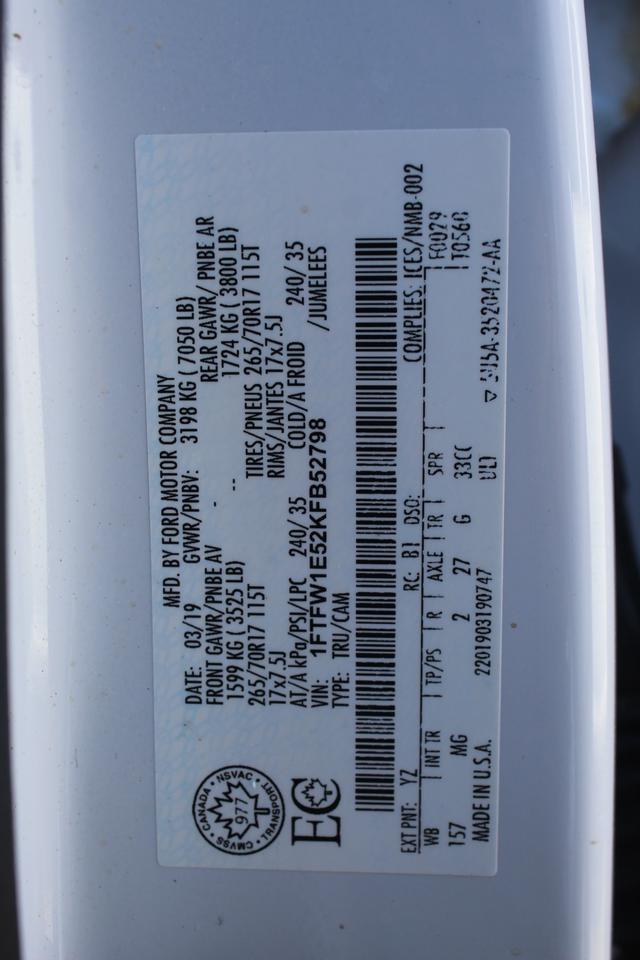 MFD. BY FORD MOTOR COMPANY
DATE: 03/19 GVWR/PNBV: 3198 KG ( 7050 LB)
FRONT GAWR/PNBE AV REAR GAWR/ PNBE AR
1599 KG ( 3525 LB) 1724 KG ( 3800 LB)
265/70R17 115T TIRES/PNEUS 265/70R17 115T
17x7.5J RIMS/JANTES 17x7.5J
AT/A kPa/PSI/LPC 240/ 35 COLD/A FROID 240/ 35
VIN: 1FTFW1E52KFB52798 /JUMELEES
TYPE: TRU/CAM
CANADA • NSVAC • TRANSPORT • CMVSS •
977
EC
COMPLIES: ICES/NMB-002
EXT PNT: YZ RC: B1 DSO: F0029
WB INT TR TP/PS R AXLE TR SPR T0568
157 MG 2 27 G 33CC
MADE IN U.S.A. 2201903190747